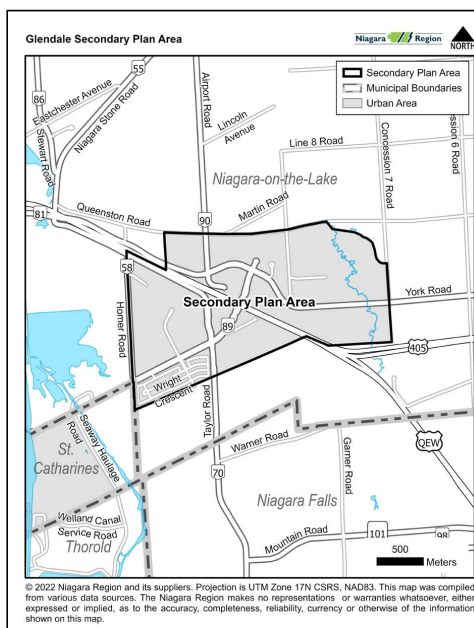 Glendale Secondary Plan Area
Niagara Region
NORTH
Secondary Plan Area
Municipal Boundaries
Urban Area
55
86
Eastchester Avenue
Niagara Stone Road
Stewart Road
Airport Road
Lincoln
Avenue
Line 8 Road
Concession 7 Road
ssion 6 Road
Niagara-on-the-Lake
Martin Road
81
Queenston Road
90
58
Secondary Plan Area
York Road
Homer Road
89
405
Wright
Crescent
Taylor Road
Seaway Haulage
Road
St.
Catharines
Warner Road
Garner Road
QEW
70
Niagara Falls
Welland Canal
Service Road
Thorold
Mountain Road
101
98
500
Meters
© 2022 Niagara Region and its suppliers. Projection is UTM Zone 17N CSRS, NAD83. This map was compiled
from various data sources. The Niagara Region makes no representations or warranties whatsoever, either
expressed or implied, as to the accuracy, completeness, reliability, currency or otherwise of the information
shown on this map.